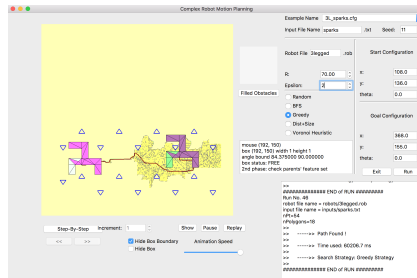 Complex Robot Motion Planning
Example Name 3L_sparks.cfg
Input File Name sparks .txt Seed: 11
Robot File 3legged .rob
Start Configuration
R: 70.00
Epsilon: 2
x: 108.0
y: 136.0
theta: 0.0
Filled Obstacles
Random
BFS
Greedy
Dist+Size
Voronoi Heuristic
Goal Configuration
x: 368.0
y: 155.0
theta: 0.0
Exit Run
mouse (192, 150)
box (192, 150) width 1 height 1
angle bound 84.375000 90.000000
box status: FREE
2nd phase: check parents' feature set
>>
############## END of RUN #########
Run No. 46
robot file name = robots/3legged.rob
input file name = inputs/sparks.txt
nPt=54
nPolygons=18
>>
>> ----->> Path Found !
>>
>> ----->> Time used: 60206.7 ms
>>
>> ----->> Search Strategy: Greedy Strategy
>>
############## END of RUN #########
Step-By-Step Increment: 1 Show Pause Replay
<< >> Hide Box Boundary Animation Speed
Hide Box